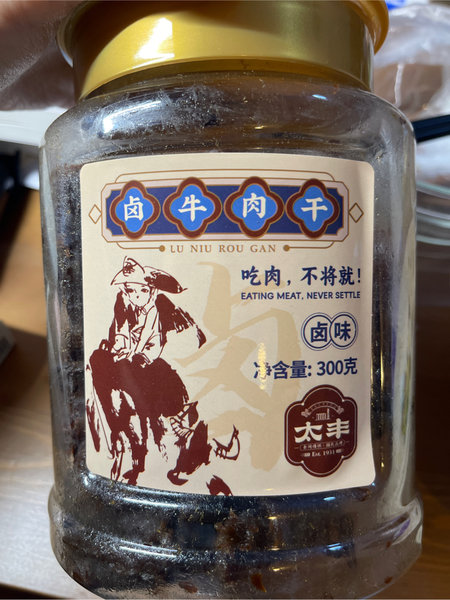 卤牛肉干
LU NIU ROU GAN
吃肉，不将就！
EATING MEAT, NEVER SETTLE
卤味
净含量: 300克
太丰
Est. 1931